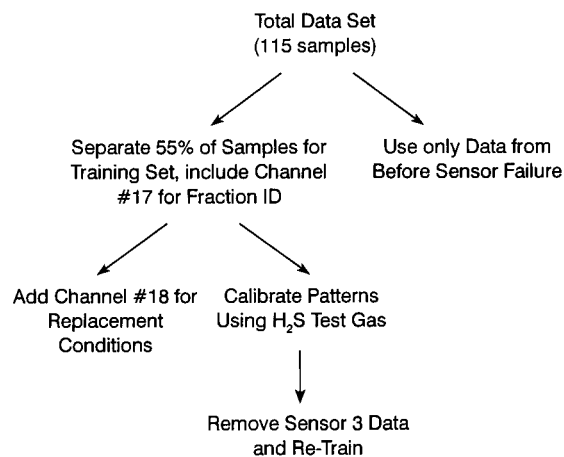 Total Data Set
(115 samples)
Separate 55% of Samples for
Training Set, include Channel
#17 for Fraction ID
Use only Data from
Before Sensor Failure
Add Channel #18 for
Replacement
Conditions
Calibrate Patterns
Using H₂S Test Gas
Remove Sensor 3 Data
and Re-Train